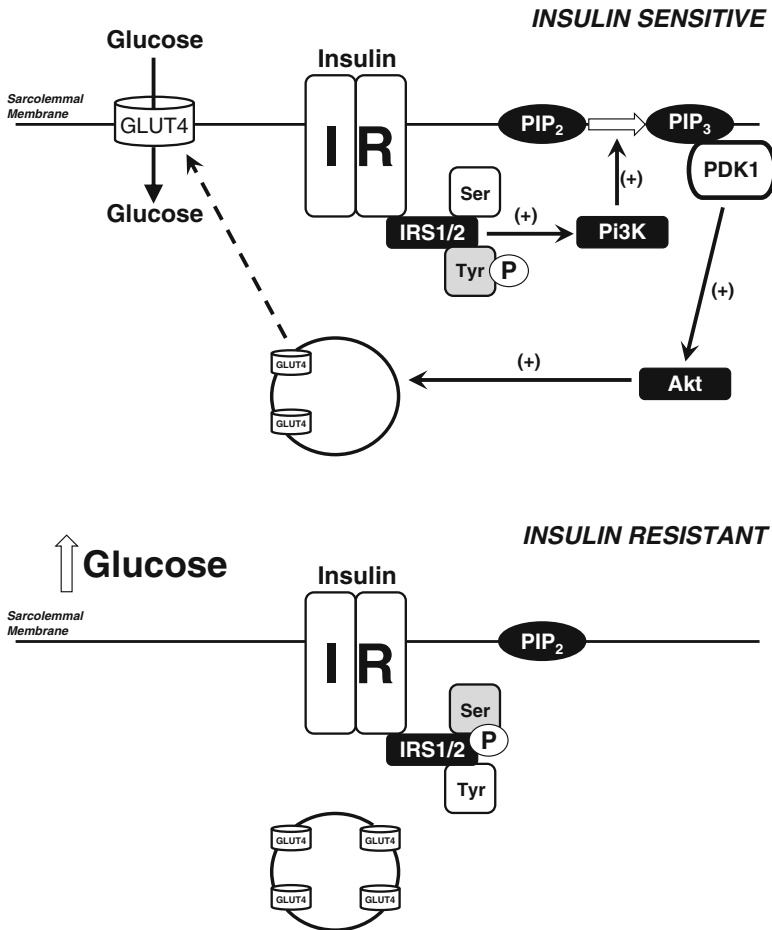 INSULIN SENSITIVE
Glucose
Insulin
Sarcolemmal
Membrane
GLUT4
I R
PIP2
PIP3
PDK1
Glucose
Ser
(+)
(+)
IRS1/2
Pi3K
Tyr
P
(+)
GLUT4
(+)
Akt
GLUT4
INSULIN RESISTANT
Glucose
Insulin
Sarcolemmal
Membrane
I R
PIP2
Ser
P
IRS1/2
Tyr
GLUT4
GLUT4
GLUT4
GLUT4